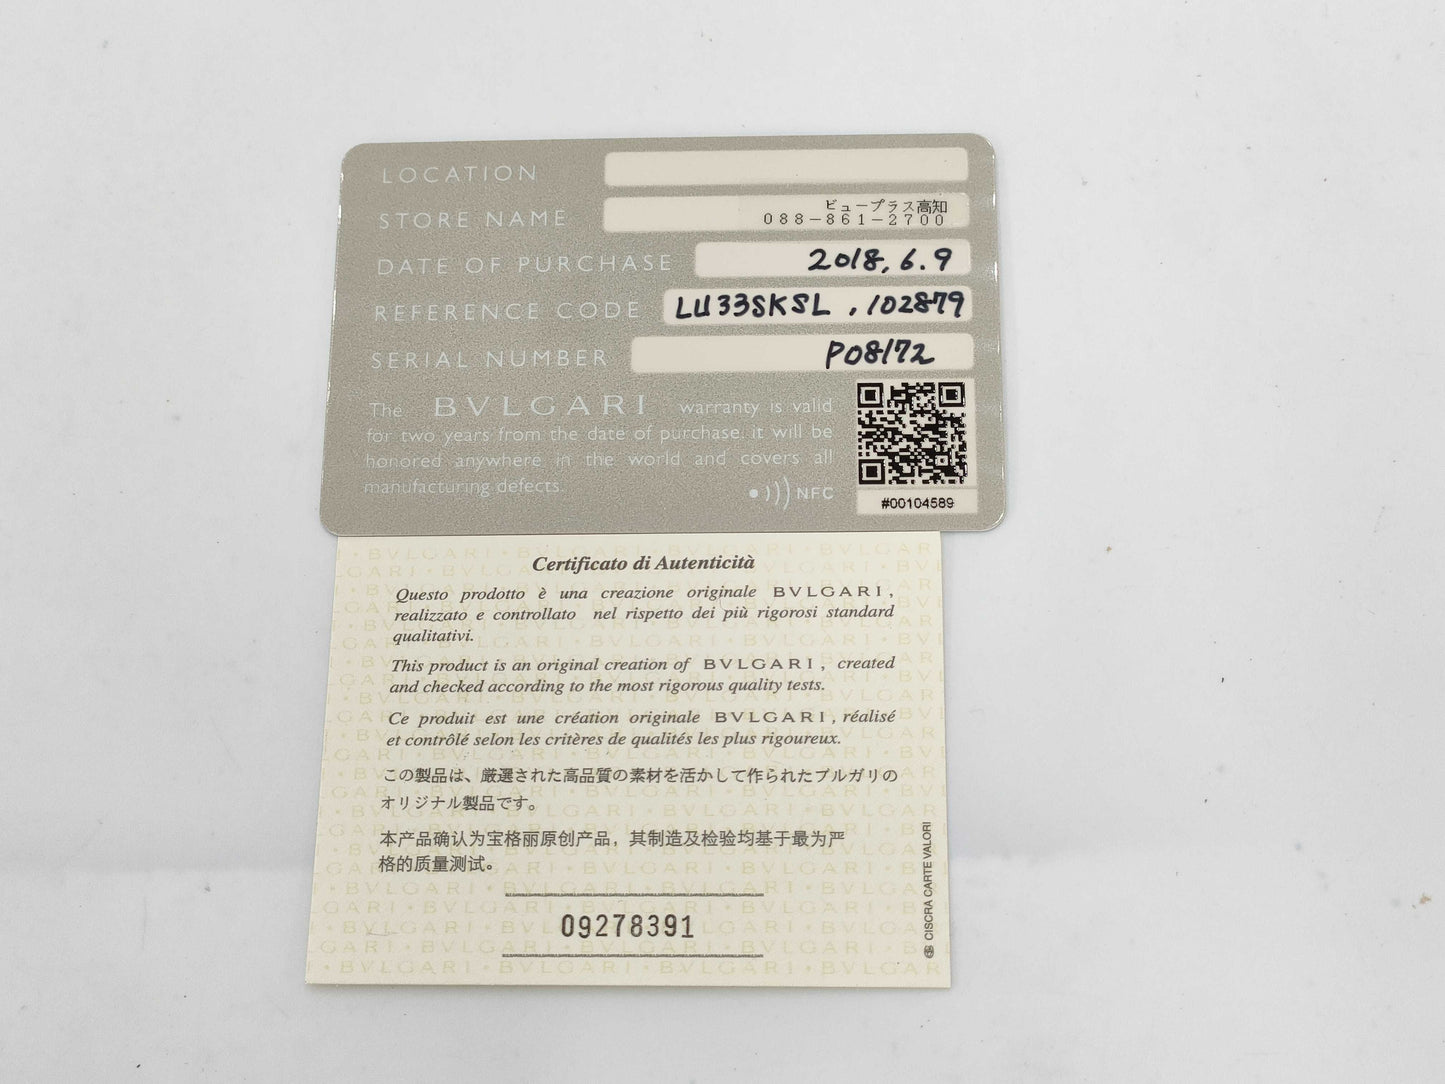 LOCATION
STORE NAME ビュープラス高知
088-861-2700
DATE OF PURCHASE 2018.6.9
REFERENCE CODE LU33SKSL .102879
SERIAL NUMBER P08172
The BVLGARI warranty is valid
for two years from the date of purchase. it will be
honored anywhere in the world and covers all
manufacturing defects.
NFC
#00104589
Certificato di Autenticità
Questo prodotto è una creazione originale BVLGARI,
realizzato e controllato nel rispetto dei più rigorosi standard
qualitativi.
This product is an original creation of BVLGARI, created
and checked according to the most rigorous quality tests.
Ce produit est une création originale BVLGARI, réalisé
et contrôlé selon les critères de qualités les plus rigoureux.
この製品は、厳選された高品質の素材を活かして作られたブルガリの
オリジナル製品です。
本产品确认为宝格丽原创产品，其制造及检验均基于最为严
格的质量测试。
09278391
CISCRA CARTE VALORI